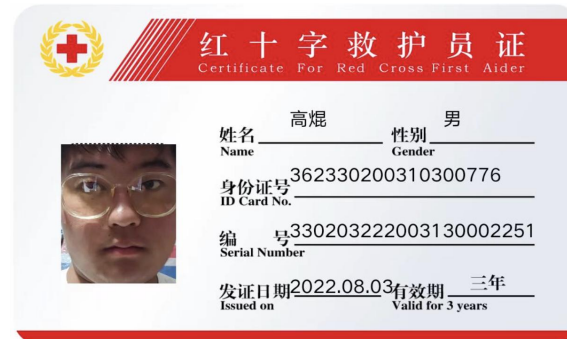 红十字救护员证
Certificate For Red Cross First Aider
姓名 高焜 性别 男
Name Gender
身份证号 362330200310300776
ID Card No.
编 号 330203222003130002251
Serial Number
发证日期 2022.08.03 有效期 三年
Issued on Valid for 3 years